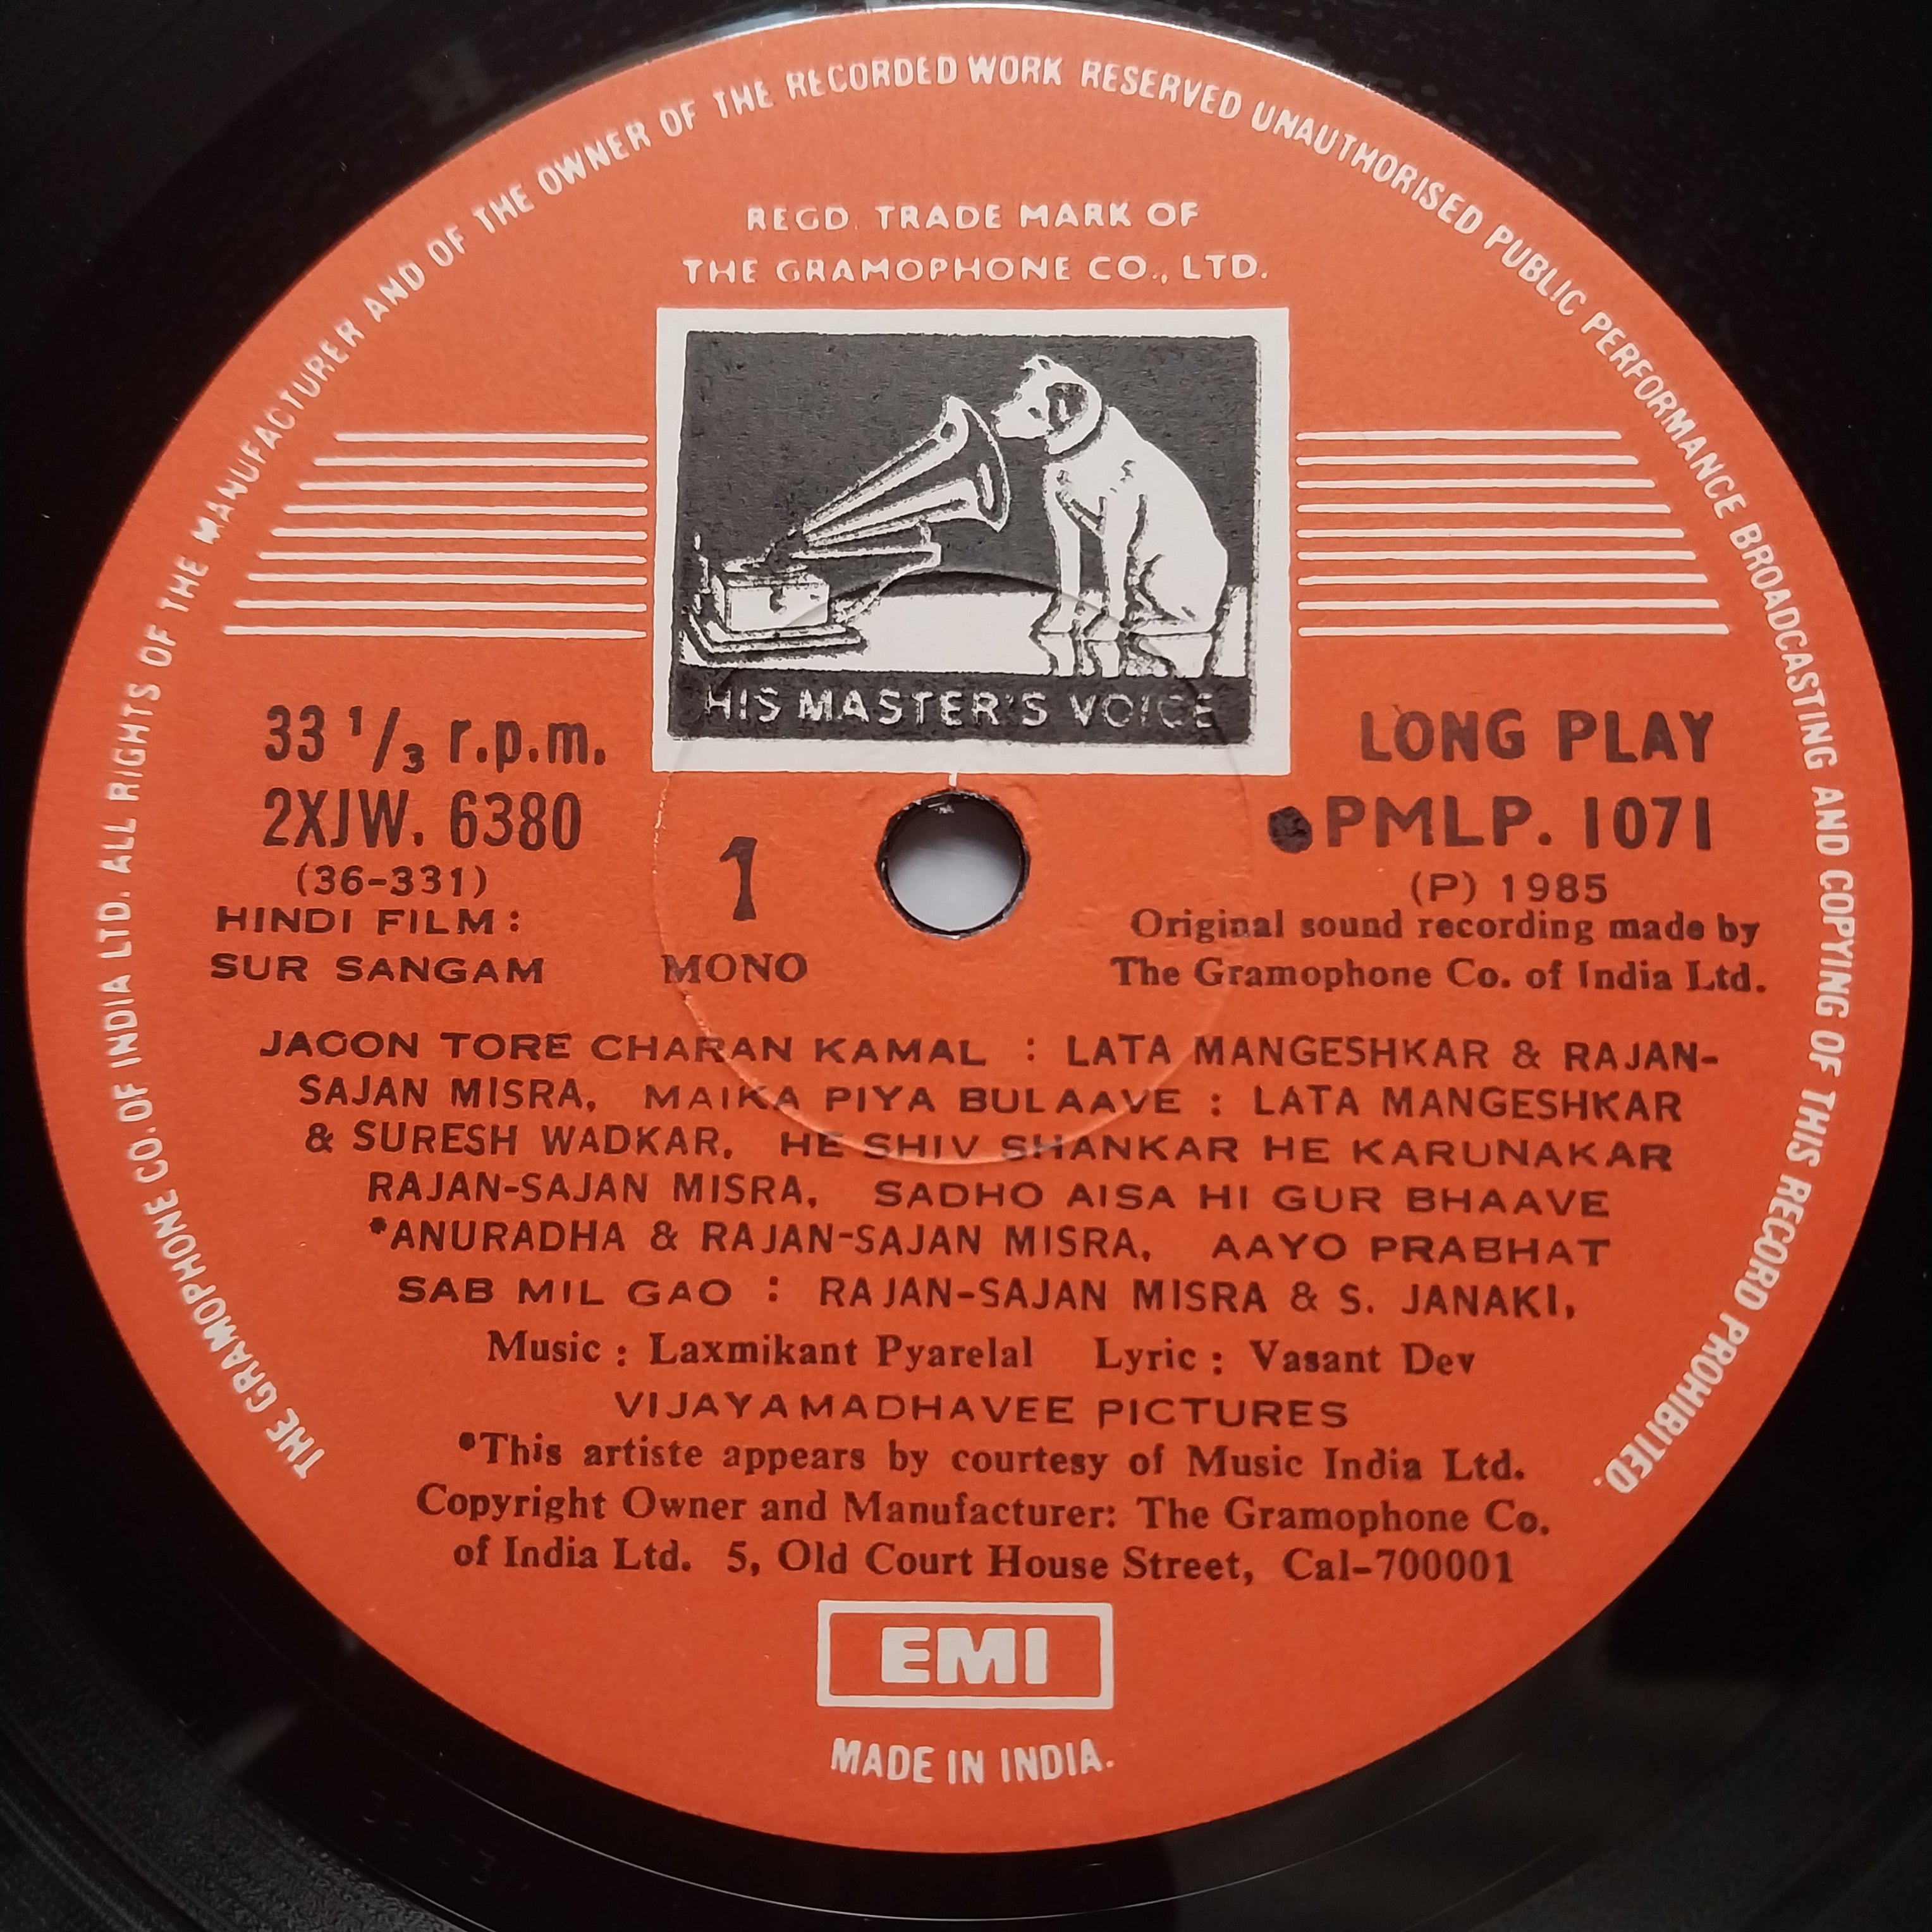 THE GRAMOPHONE CO. OF INDIA LTD. ALL RIGHTS OF THE MANUFACTURER AND OF THE OWNER OF THE RECORDED WORK RESERVED UNAUTHORISED PUBLIC PERFORMANCE BROADCASTING AND COPYING OF THIS RECORD PROHIBITED.
REGD. TRADE MARK OF
THE GRAMOPHONE CO., LTD.
HIS MASTER'S VOICE
33 1/3 r.p.m.
2XJW. 6380
(36-331)
HINDI FILM:
SUR SANGAM
1
MONO
LONG PLAY
●PMLP. 1071
(P) 1985
Original sound recording made by
The Gramophone Co. of India Ltd.
JAOON TORE CHARAN KAMAL : LATA MANGESHKAR & RAJAN-
SAJAN MISRA, MAIKA PIYA BULAAVE : LATA MANGESHKAR
& SURESH WADKAR, HE SHIV SHANKAR HE KARUNAKAR
RAJAN-SAJAN MISRA, SADHO AISA HI GUR BHAAVE
*ANURADHA & RAJAN-SAJAN MISRA, AAYO PRABHAT
SAB MIL GAO : RAJAN-SAJAN MISRA & S. JANAKI,
Music : Laxmikant Pyarelal Lyric : Vasant Dev
VIJAYAMADHAVEE PICTURES
*This artiste appears by courtesy of Music India Ltd.
Copyright Owner and Manufacturer: The Gramophone Co.
of India Ltd. 5, Old Court House Street, Cal-700001
EMI
MADE IN INDIA.